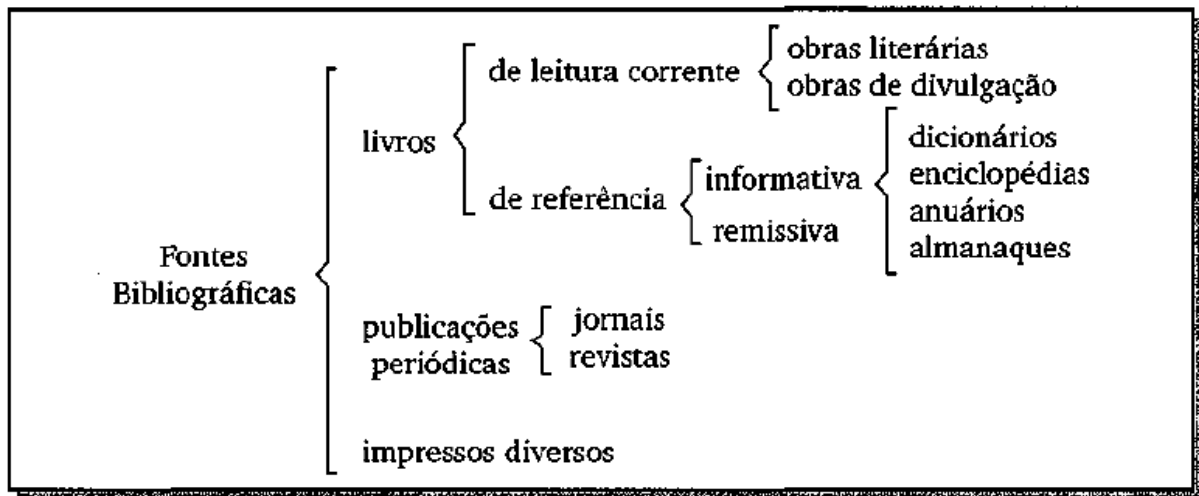 Fontes
Bibliográficas
livros
de leitura corrente
obras literárias
obras de divulgação
de referência
informativa
dicionários
enciclopédias
anuários
almanaques
remissiva
publicações
periódicas
jornais
revistas
impressos diversos